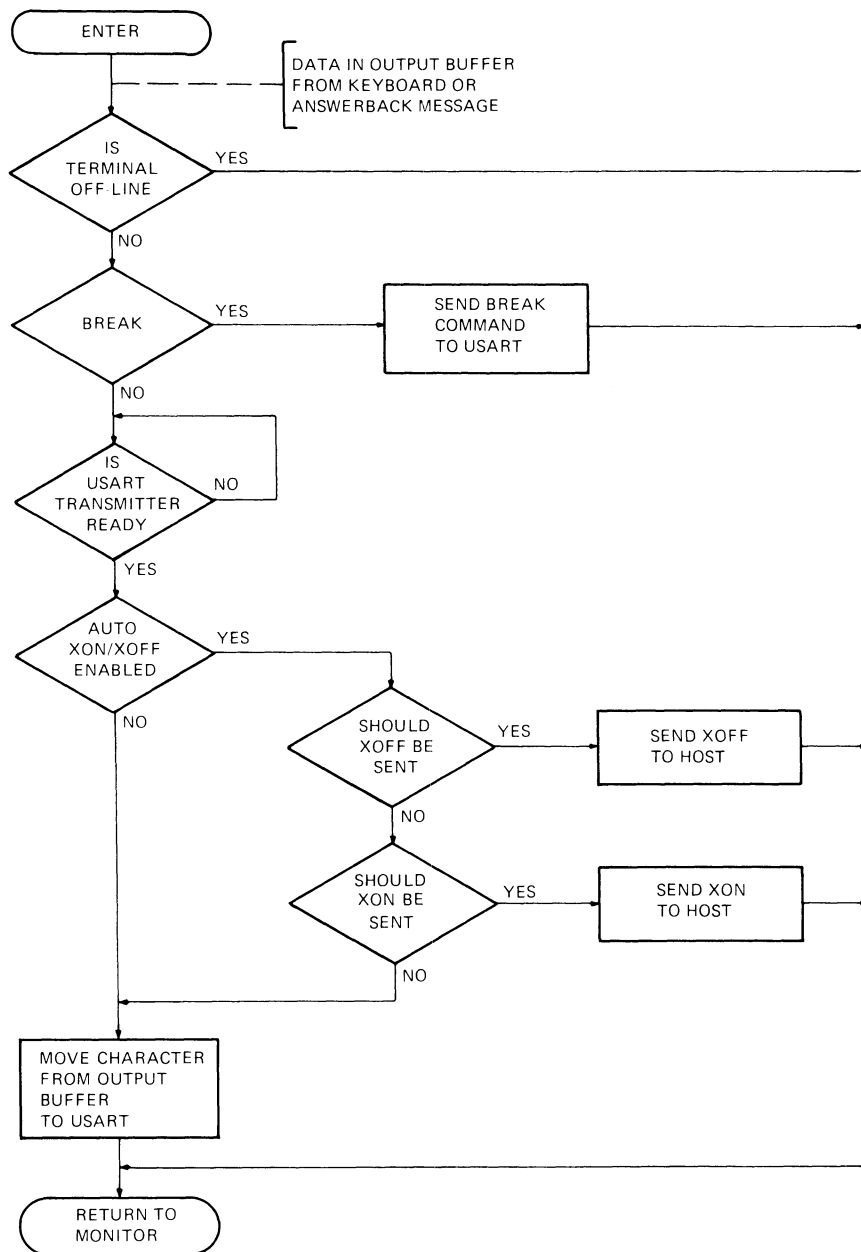 ENTER
DATA IN OUTPUT BUFFER
FROM KEYBOARD OR
ANSWERBACK MESSAGE
IS
TERMINAL
OFF-LINE
YES
NO
BREAK
YES
SEND BREAK
COMMAND
TO USART
NO
IS
USART
TRANSMITTER
READY
NO
YES
AUTO
XON/XOFF
ENABLED
YES
NO
SHOULD
XOFF BE
SENT
YES
SEND XOFF
TO HOST
NO
SHOULD
XON BE
SENT
YES
SEND XON
TO HOST
NO
MOVE CHARACTER
FROM OUTPUT
BUFFER
TO USART
RETURN TO
MONITOR